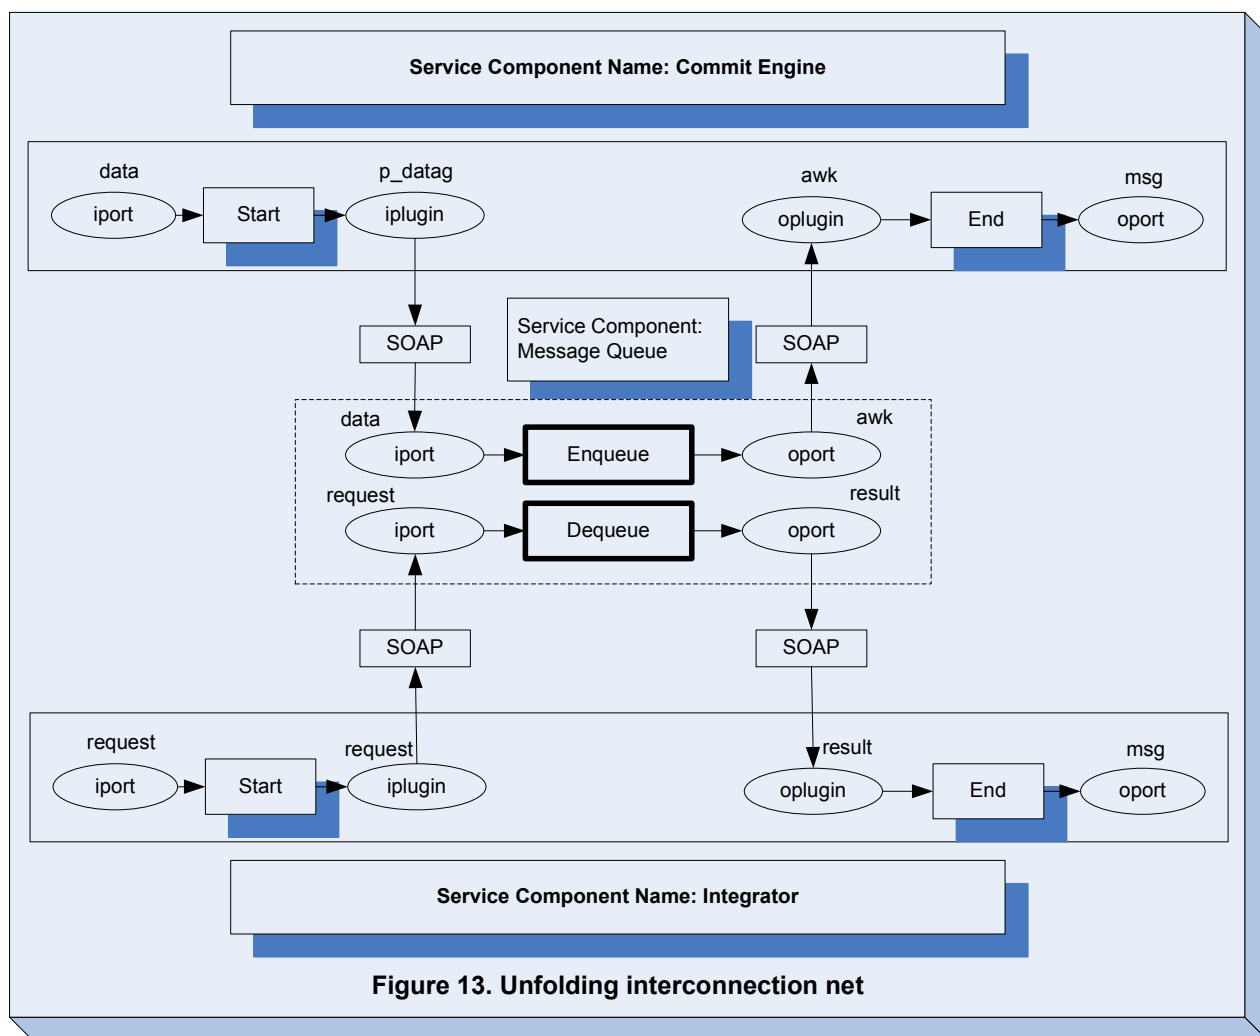 Service Component Name: Commit Engine
data
p_datag
awk
msg
iport
Start
iplugin
oplugin
End
oport
Service Component:
Message Queue
SOAP
SOAP
data
awk
iport
Enqueue
oport
request
result
iport
Dequeue
oport
SOAP
SOAP
request
request
result
msg
iport
Start
iplugin
oplugin
End
oport
Service Component Name: Integrator
Figure 13. Unfolding interconnection net